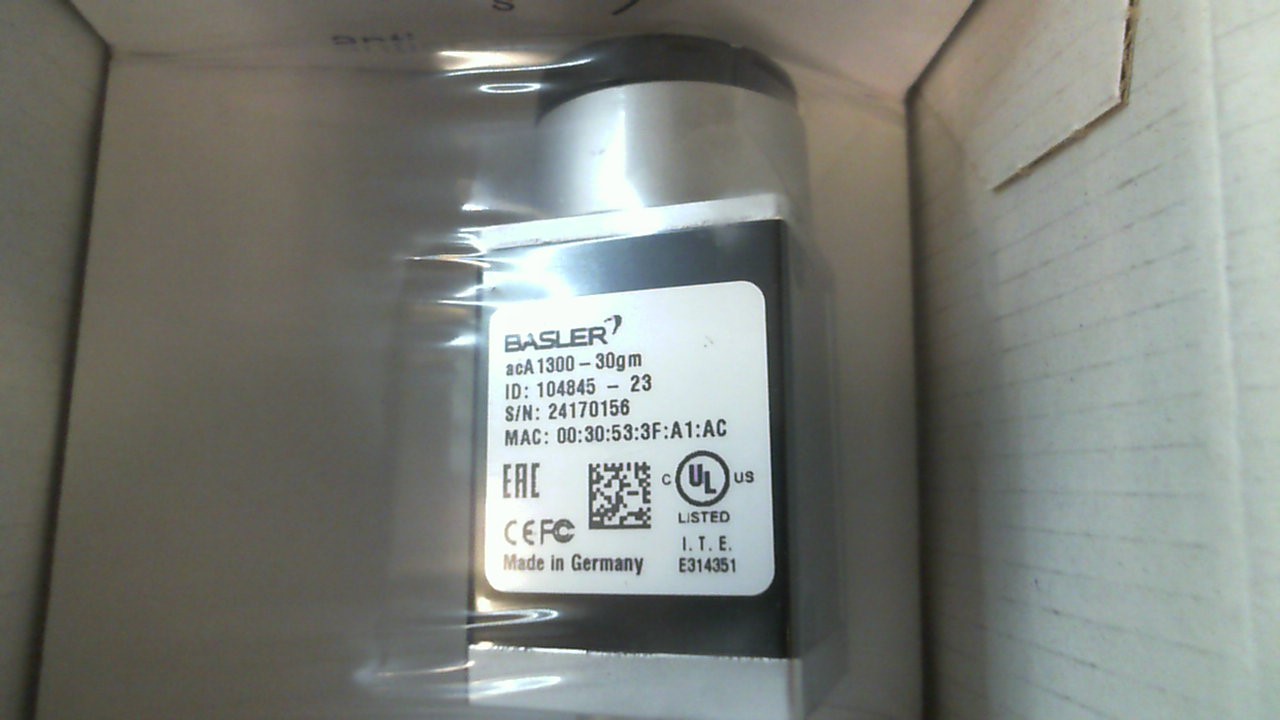 anti
BASLER
acA1300-30gm
ID: 104845 - 23
S/N: 24170156
MAC: 00:30:53:3F:A1:AC
EAC
C UL US
LISTED
CE FC
I. T. E.
Made in Germany
E314351